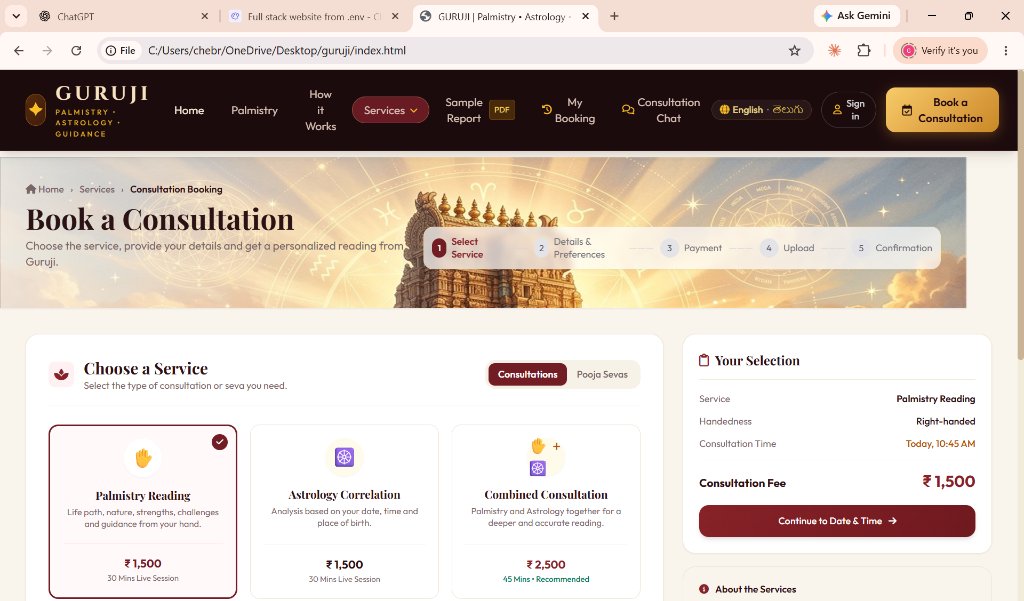 ChatGPT
Full stack website from .env - Cl
GURUJI | Palmistry • Astrology ·
Ask Gemini
File
C:/Users/chebr/OneDrive/Desktop/guruji/index.html
Verify it's you
GURUJI
PALMISTRY ·
ASTROLOGY ·
GUIDANCE
Home
Palmistry
How
it
Works
Services
Sample
Report
PDF
My
Booking
Consultation
Chat
English · తెలుగు
Sign
in
Book a
Consultation
Home › Services › Consultation Booking
Book a Consultation
Choose the service, provide your details and get a personalized reading from
Guruji.
1 Select
Service
2 Details &
Preferences
3 Payment
4 Upload
5 Confirmation
Choose a Service
Select the type of consultation or seva you need.
Consultations
Pooja Sevas
Palmistry Reading
Life path, nature, strengths, challenges
and guidance from your hand.
₹ 1,500
30 Mins Live Session
Astrology Correlation
Analysis based on your date, time and
place of birth.
₹ 1,500
30 Mins Live Session
+
Combined Consultation
Palmistry and Astrology together for a
deeper and accurate reading.
₹ 2,500
45 Mins • Recommended
Your Selection
Service Palmistry Reading
Handedness Right-handed
Consultation Time Today, 10:45 AM
Consultation Fee ₹ 1,500
Continue to Date & Time →
About the Services